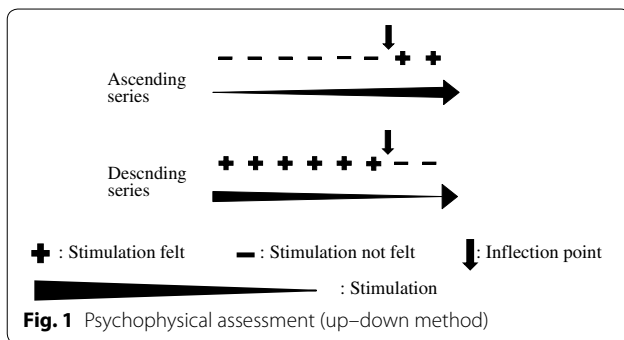 Ascending
series
Descnding
series
: Stimulation felt : Stimulation not felt : Inflection point
: Stimulation
Fig. 1 Psychophysical assessment (up–down method)